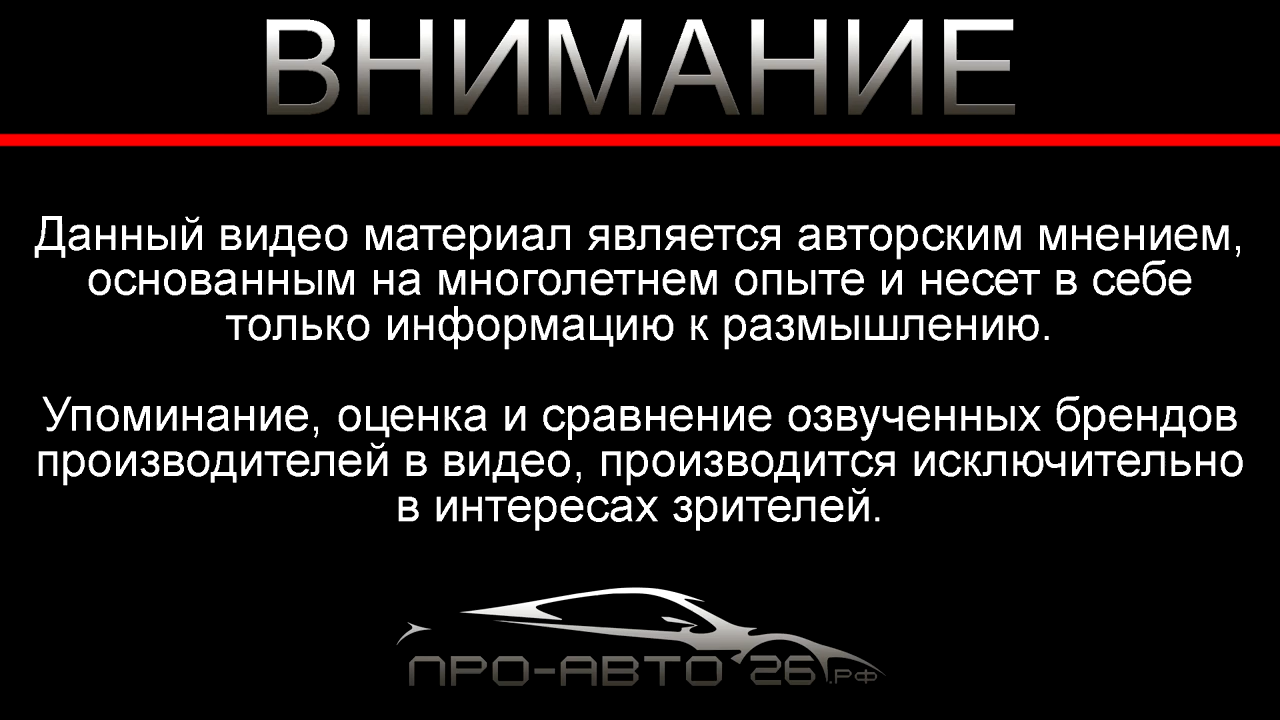 ВНИМАНИЕ
Данный видео материал является авторским мнением,
основанным на многолетнем опыте и несет в себе
только информацию к размышлению.
Упоминание, оценка и сравнение озвученных брендов
производителей в видео, производится исключительно
в интересах зрителей.
ПРО-АВТО 26.РФ